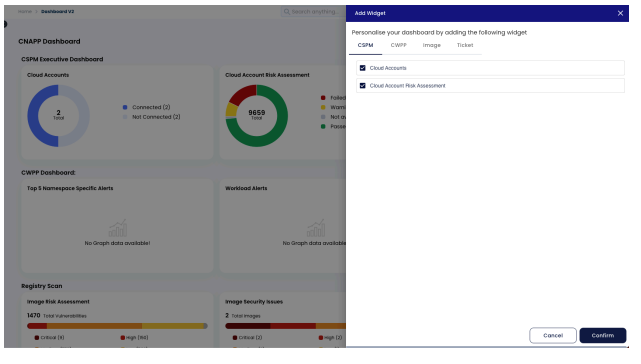 Home > Dashboard V2
Search anything...
Add Widget
Personalise your dashboard by adding the following widget
CSPM CWPP Image Ticket
Cloud Accounts
Cloud Account Risk Assessment
Cancel Confirm
CNAPP Dashboard
CSPM Executive Dashboard
Cloud Accounts
2
Total
Connected (2)
Not Connected (2)
Cloud Account Risk Assessment
9659
Total
Failed
Warn
Not av
Passe
CWPP Dashboard:
Top 5 Namespace Specific Alerts
No Graph data available!
Workload Alerts
No Graph data available
Registry Scan
Image Risk Assessment
1470 Total Vulnerabilities
Critical (9) High (150)
Image Security Issues
2 Total Images
Critical (2) High (2)